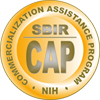 COMMERCIALIZATION ASSISTANCE PROGRAM
SBIR
CAP
• NIH •